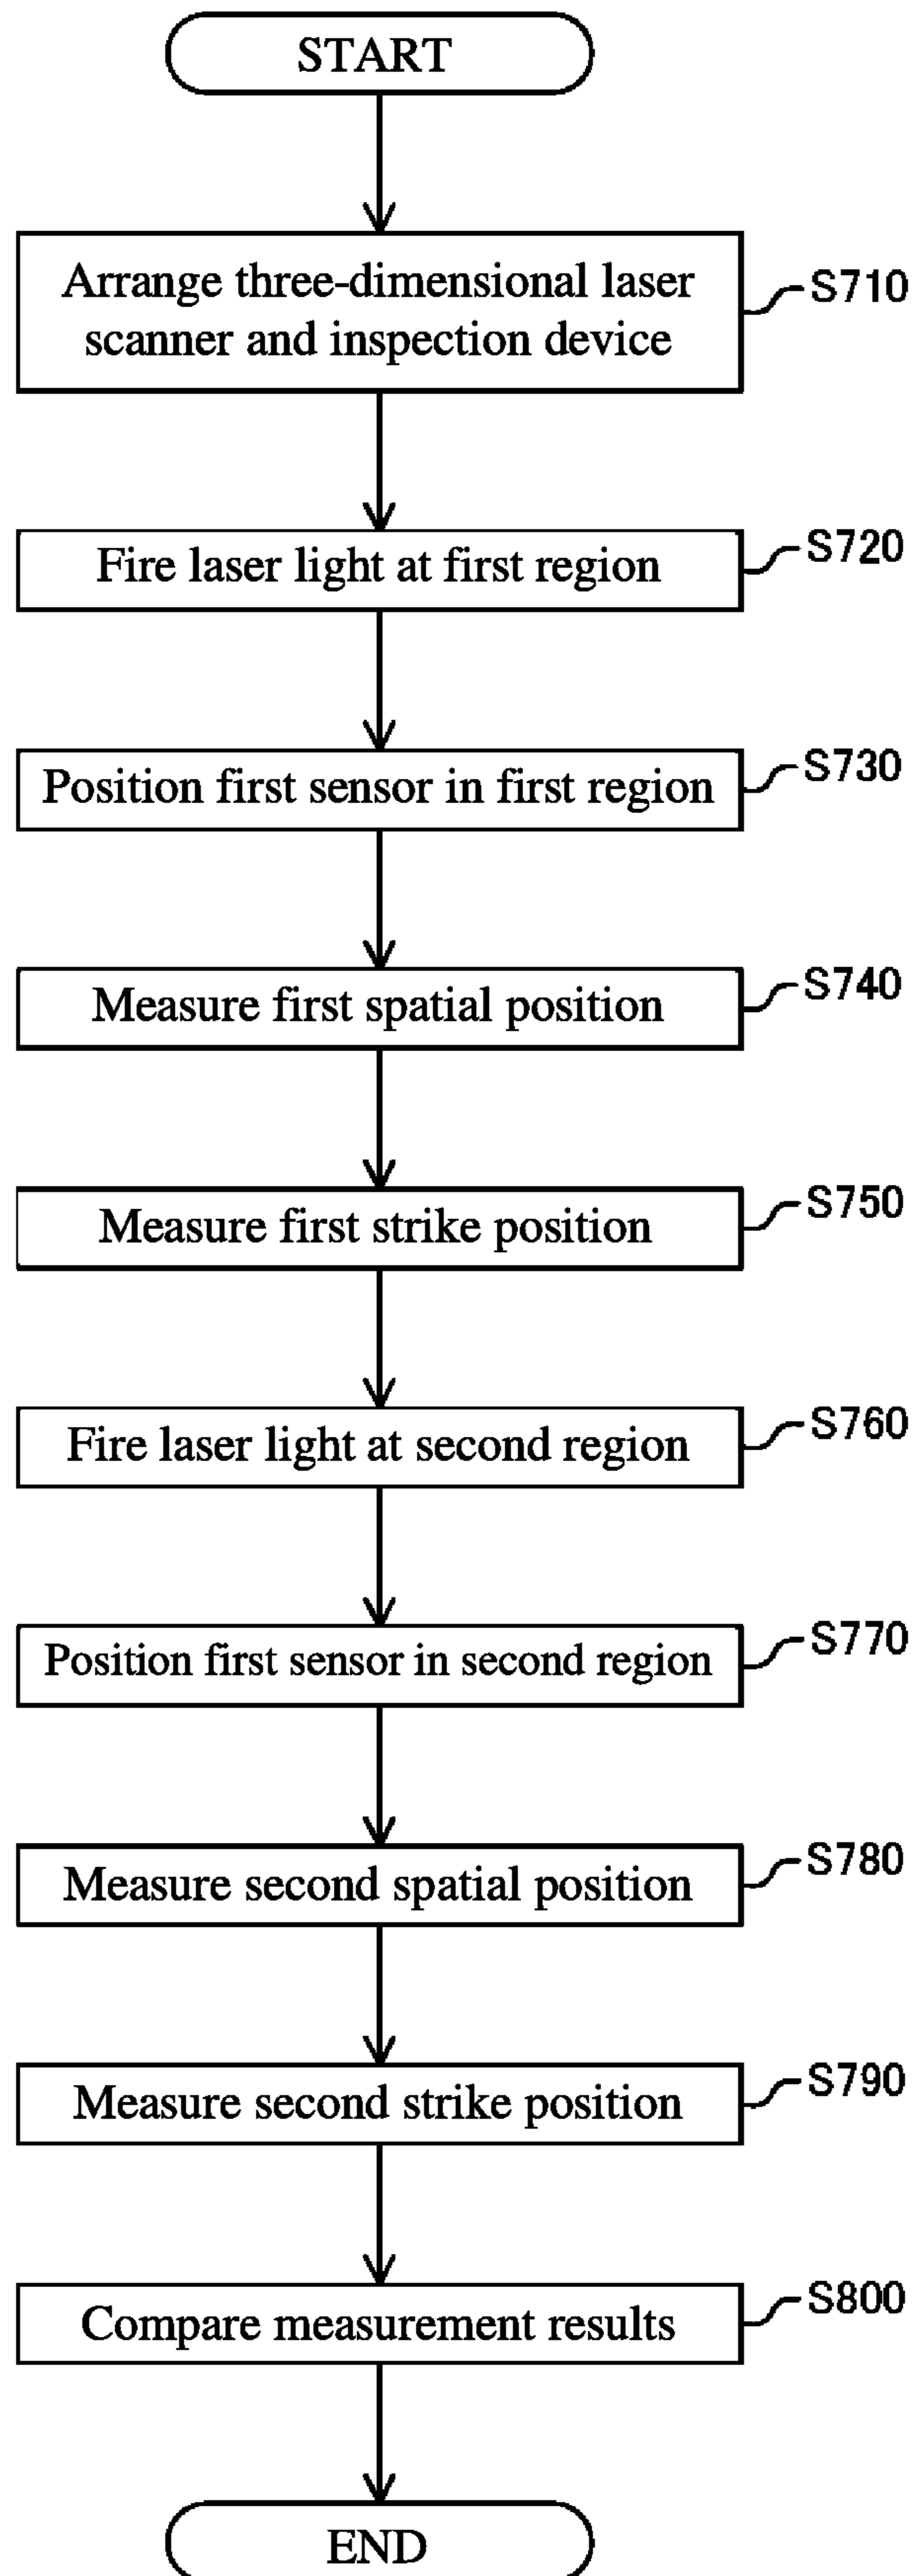 START
Arrange three-dimensional laser
scanner and inspection device
S710
Fire laser light at first region
S720
Position first sensor in first region
S730
Measure first spatial position
S740
Measure first strike position
S750
Fire laser light at second region
S760
Position first sensor in second region
S770
Measure second spatial position
S780
Measure second strike position
S790
Compare measurement results
S800
END